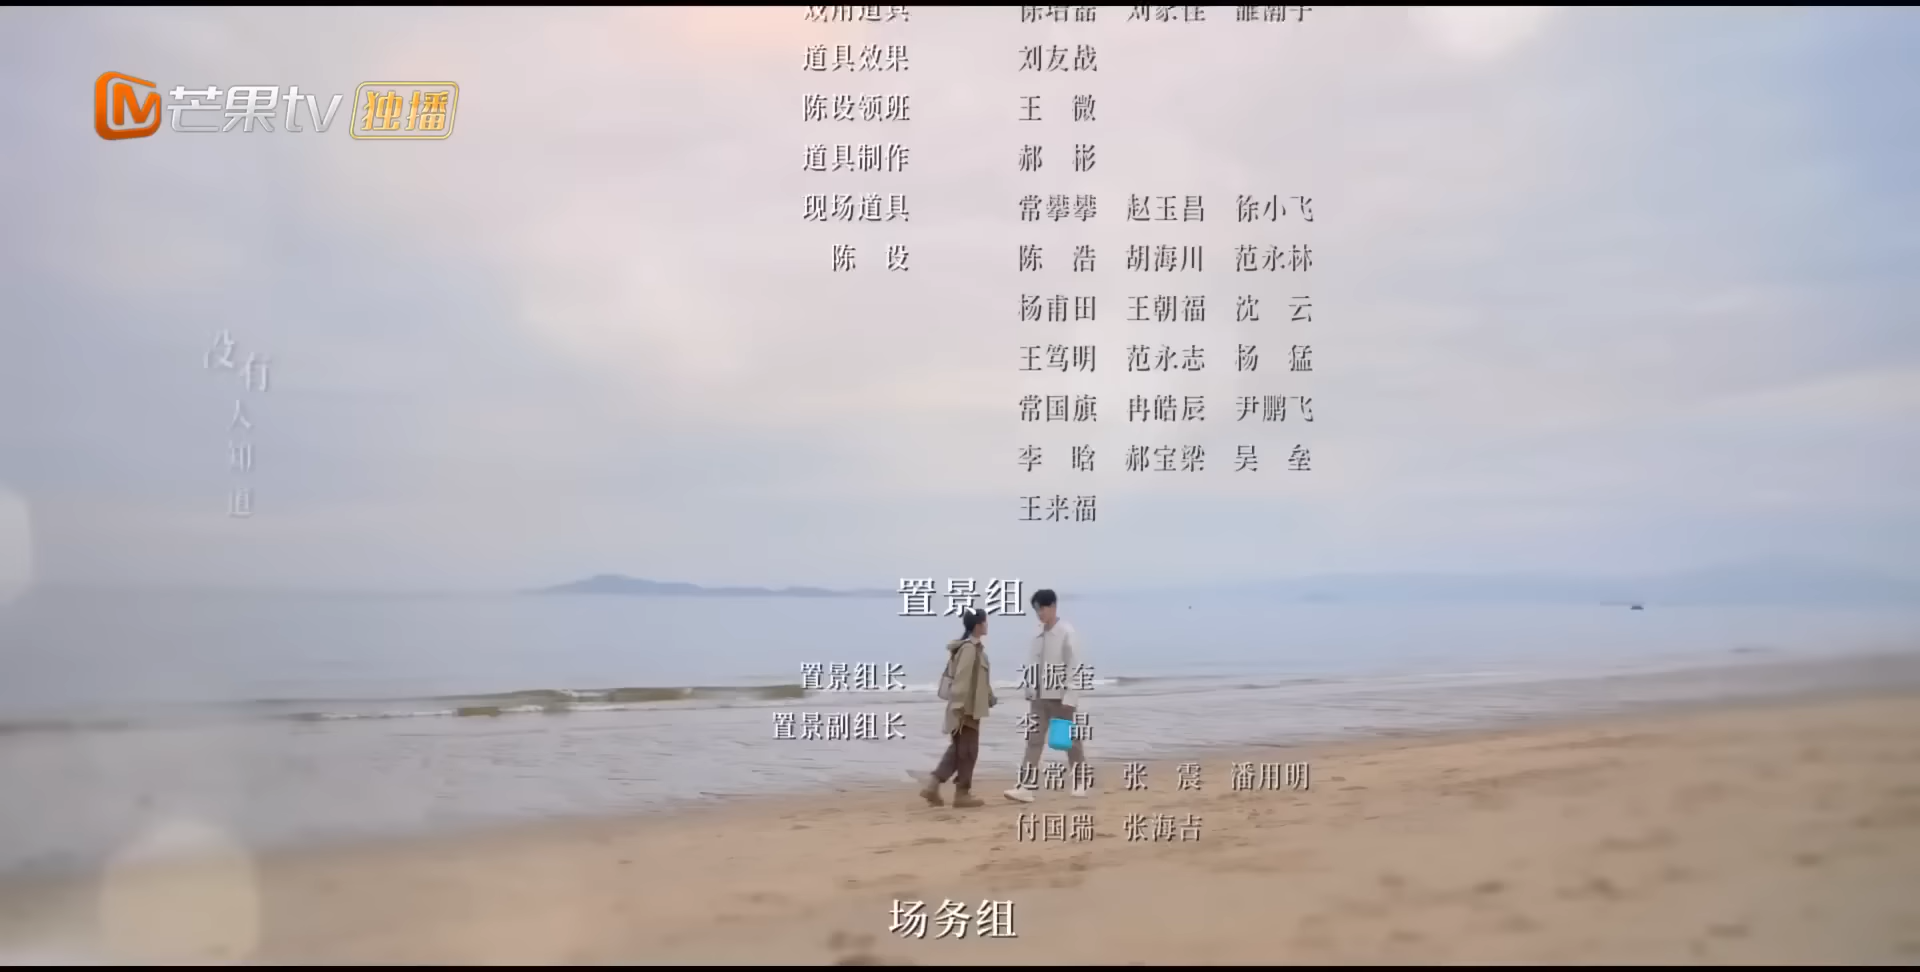 芒果tv 独播
道具效果 刘友战
陈设领班 王 微
道具制作 郝 彬
现场道具 常攀攀 赵玉昌 徐小飞
陈 设 陈 浩 胡海川 范永林
杨甫田 王朝福 沈 云
王笃明 范永志 杨 猛
常国旗 冉皓辰 尹鹏飞
李 晗 郝宝梁 吴 垒
王来福
没有人知道
置景组
置景组长 刘振奎
置景副组长 李 晶
边常伟 张 震 潘用明
付国瑞 张海吉
场务组